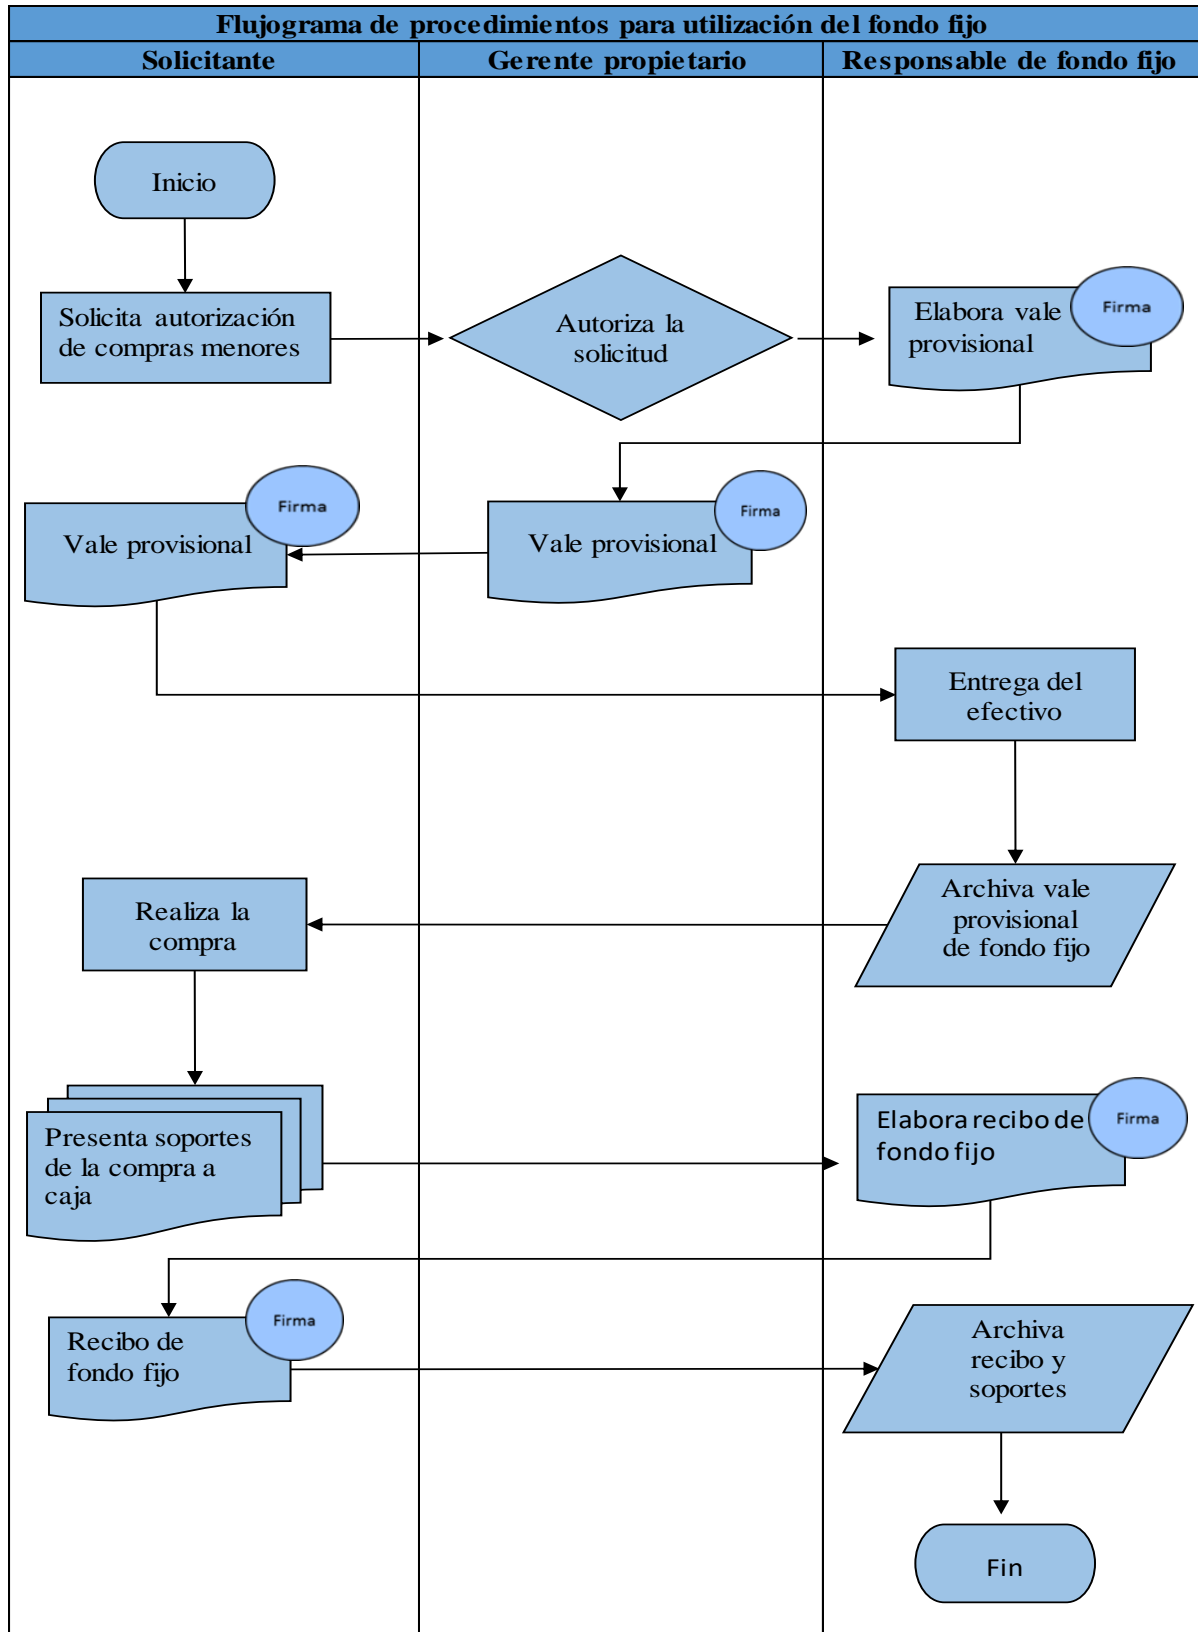 Flujograma de procedimientos para utilización del fondo fijo
Solicitante
Gerente propietario
Responsable de fondo fijo
Inicio
Solicita autorización
de compras menores
Autoriza la
solicitud
Elabora vale
provisional
Firma
Vale provisional
Firma
Vale provisional
Firma
Entrega del
efectivo
Archiva vale
provisional
de fondo fijo
Realiza la
compra
Presenta soportes
de la compra a
caja
Elabora recibo de
fondo fijo
Firma
Recibo de
fondo fijo
Firma
Archiva
recibo y
soportes
Fin